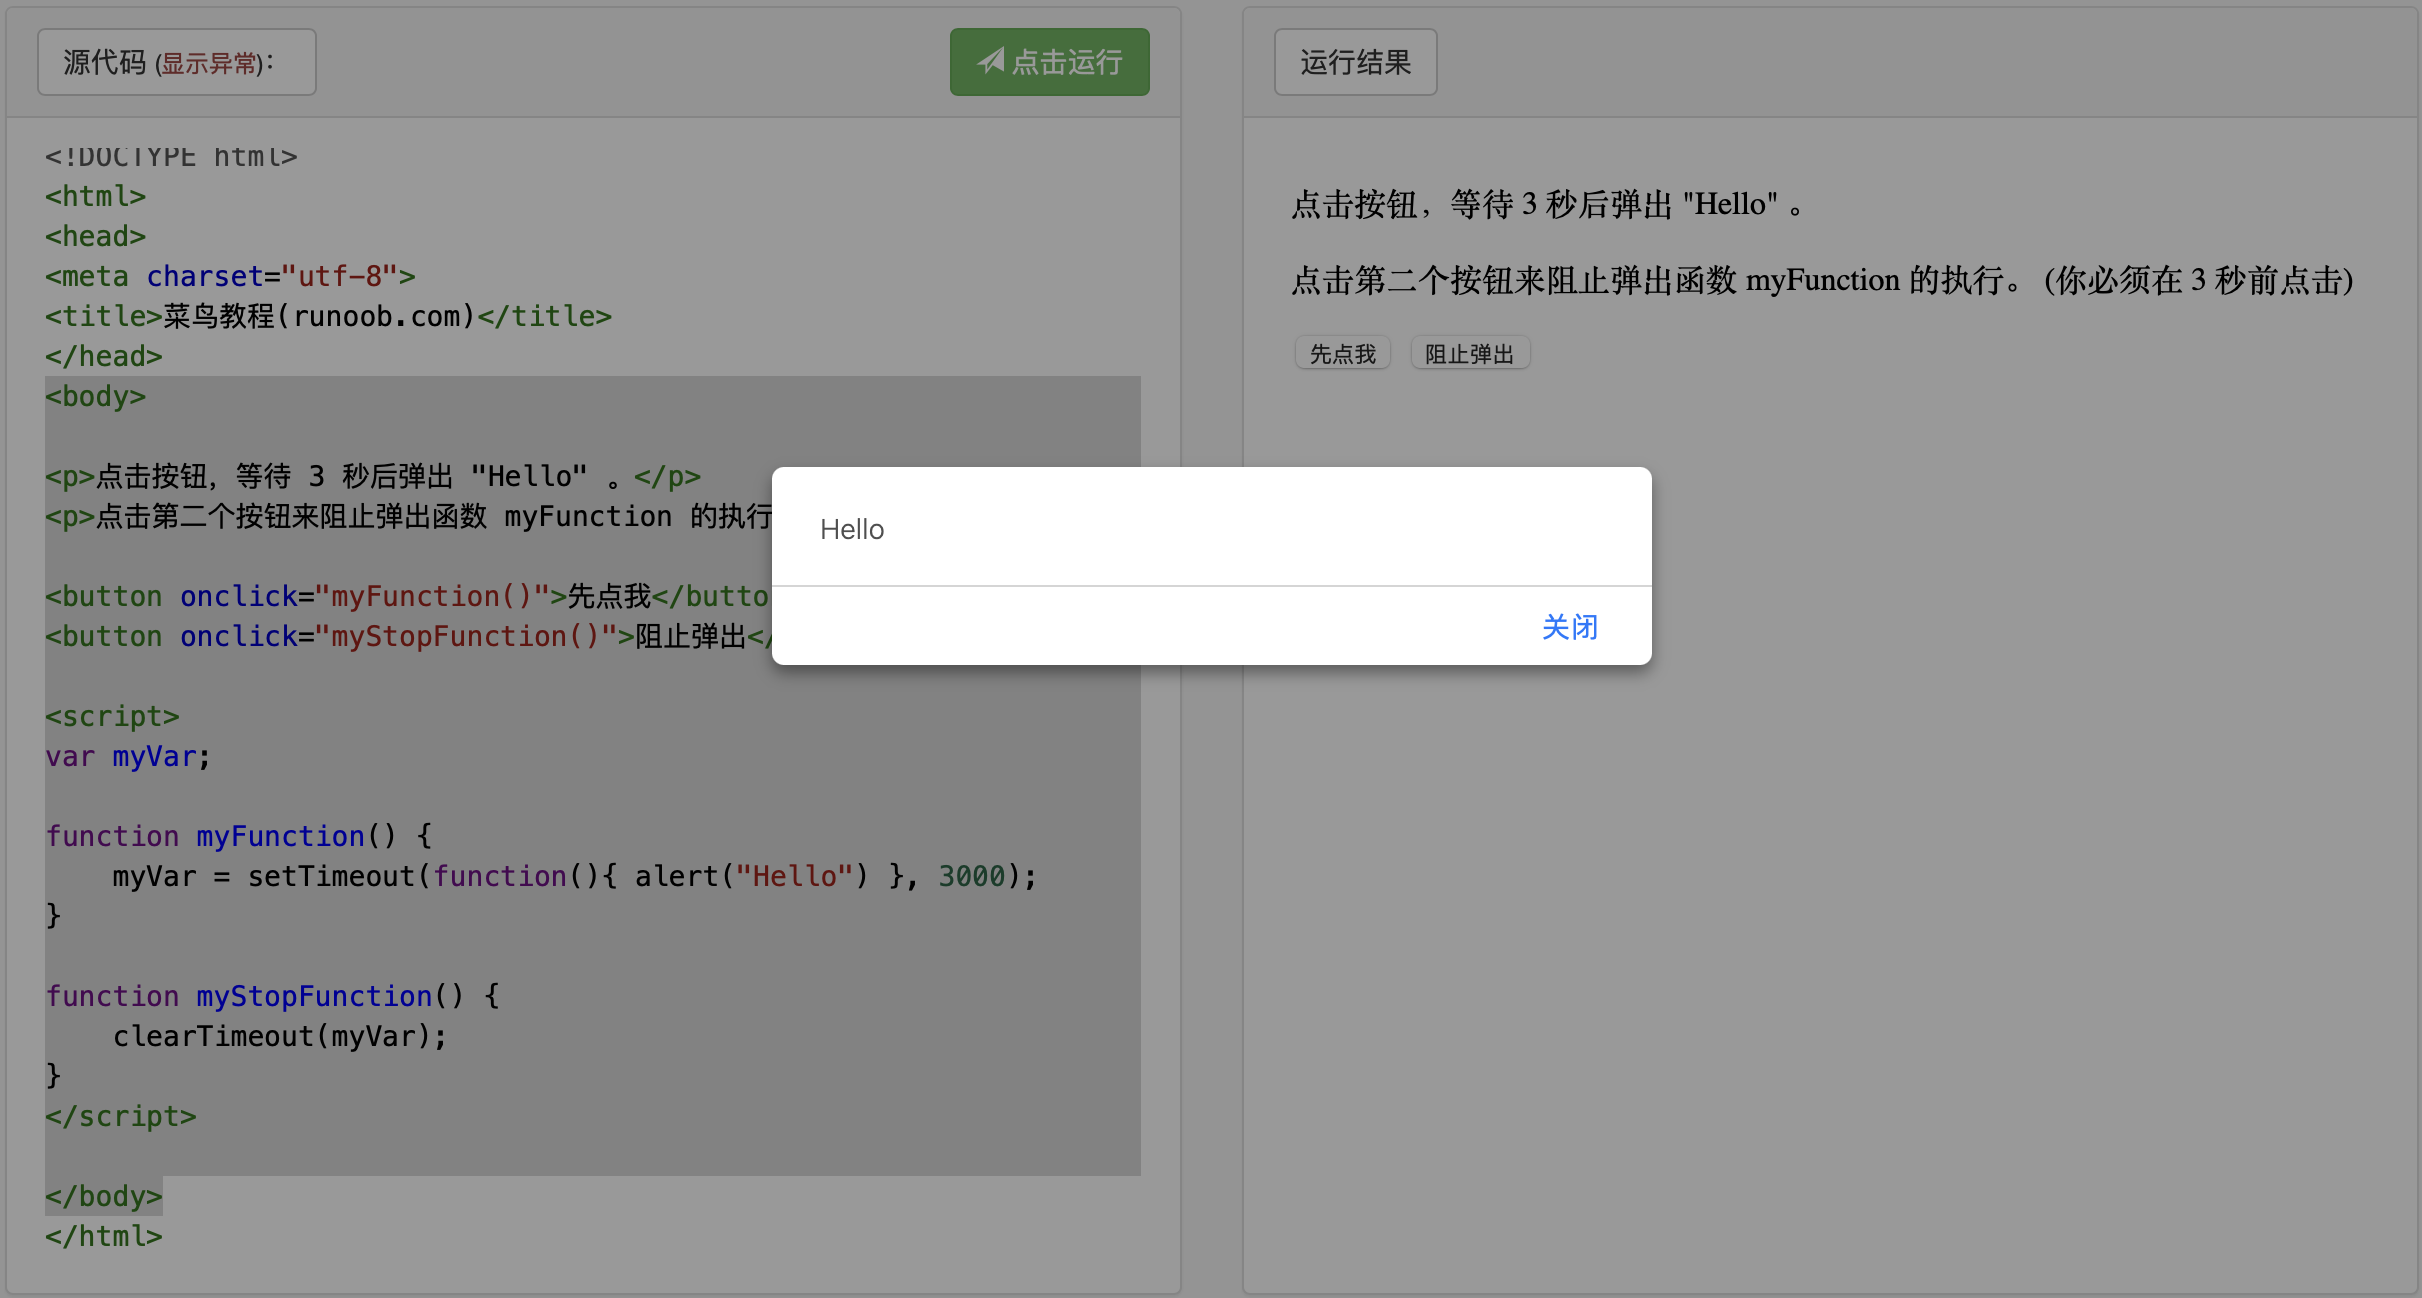 源代码 (显示异常)：
点击运行
<!DOCTYPE html>
<html>
<head>
<meta charset="utf-8">
<title>菜鸟教程(runoob.com)</title>
</head>
<body>
<p>点击按钮，等待 3 秒后弹出 "Hello" 。</p>
<p>点击第二个按钮来阻止弹出函数 myFunction 的执行
<button onclick="myFunction()">先点我</butto
<button onclick="myStopFunction()">阻止弹出</
<script>
var myVar;
function myFunction() {
    myVar = setTimeout(function(){ alert("Hello") }, 3000);
}
function myStopFunction() {
    clearTimeout(myVar);
}
</script>
</body>
</html>
运行结果
点击按钮，等待 3 秒后弹出 "Hello" 。
点击第二个按钮来阻止弹出函数 myFunction 的执行。 (你必须在 3 秒前点击)
先点我 阻止弹出
Hello
关闭